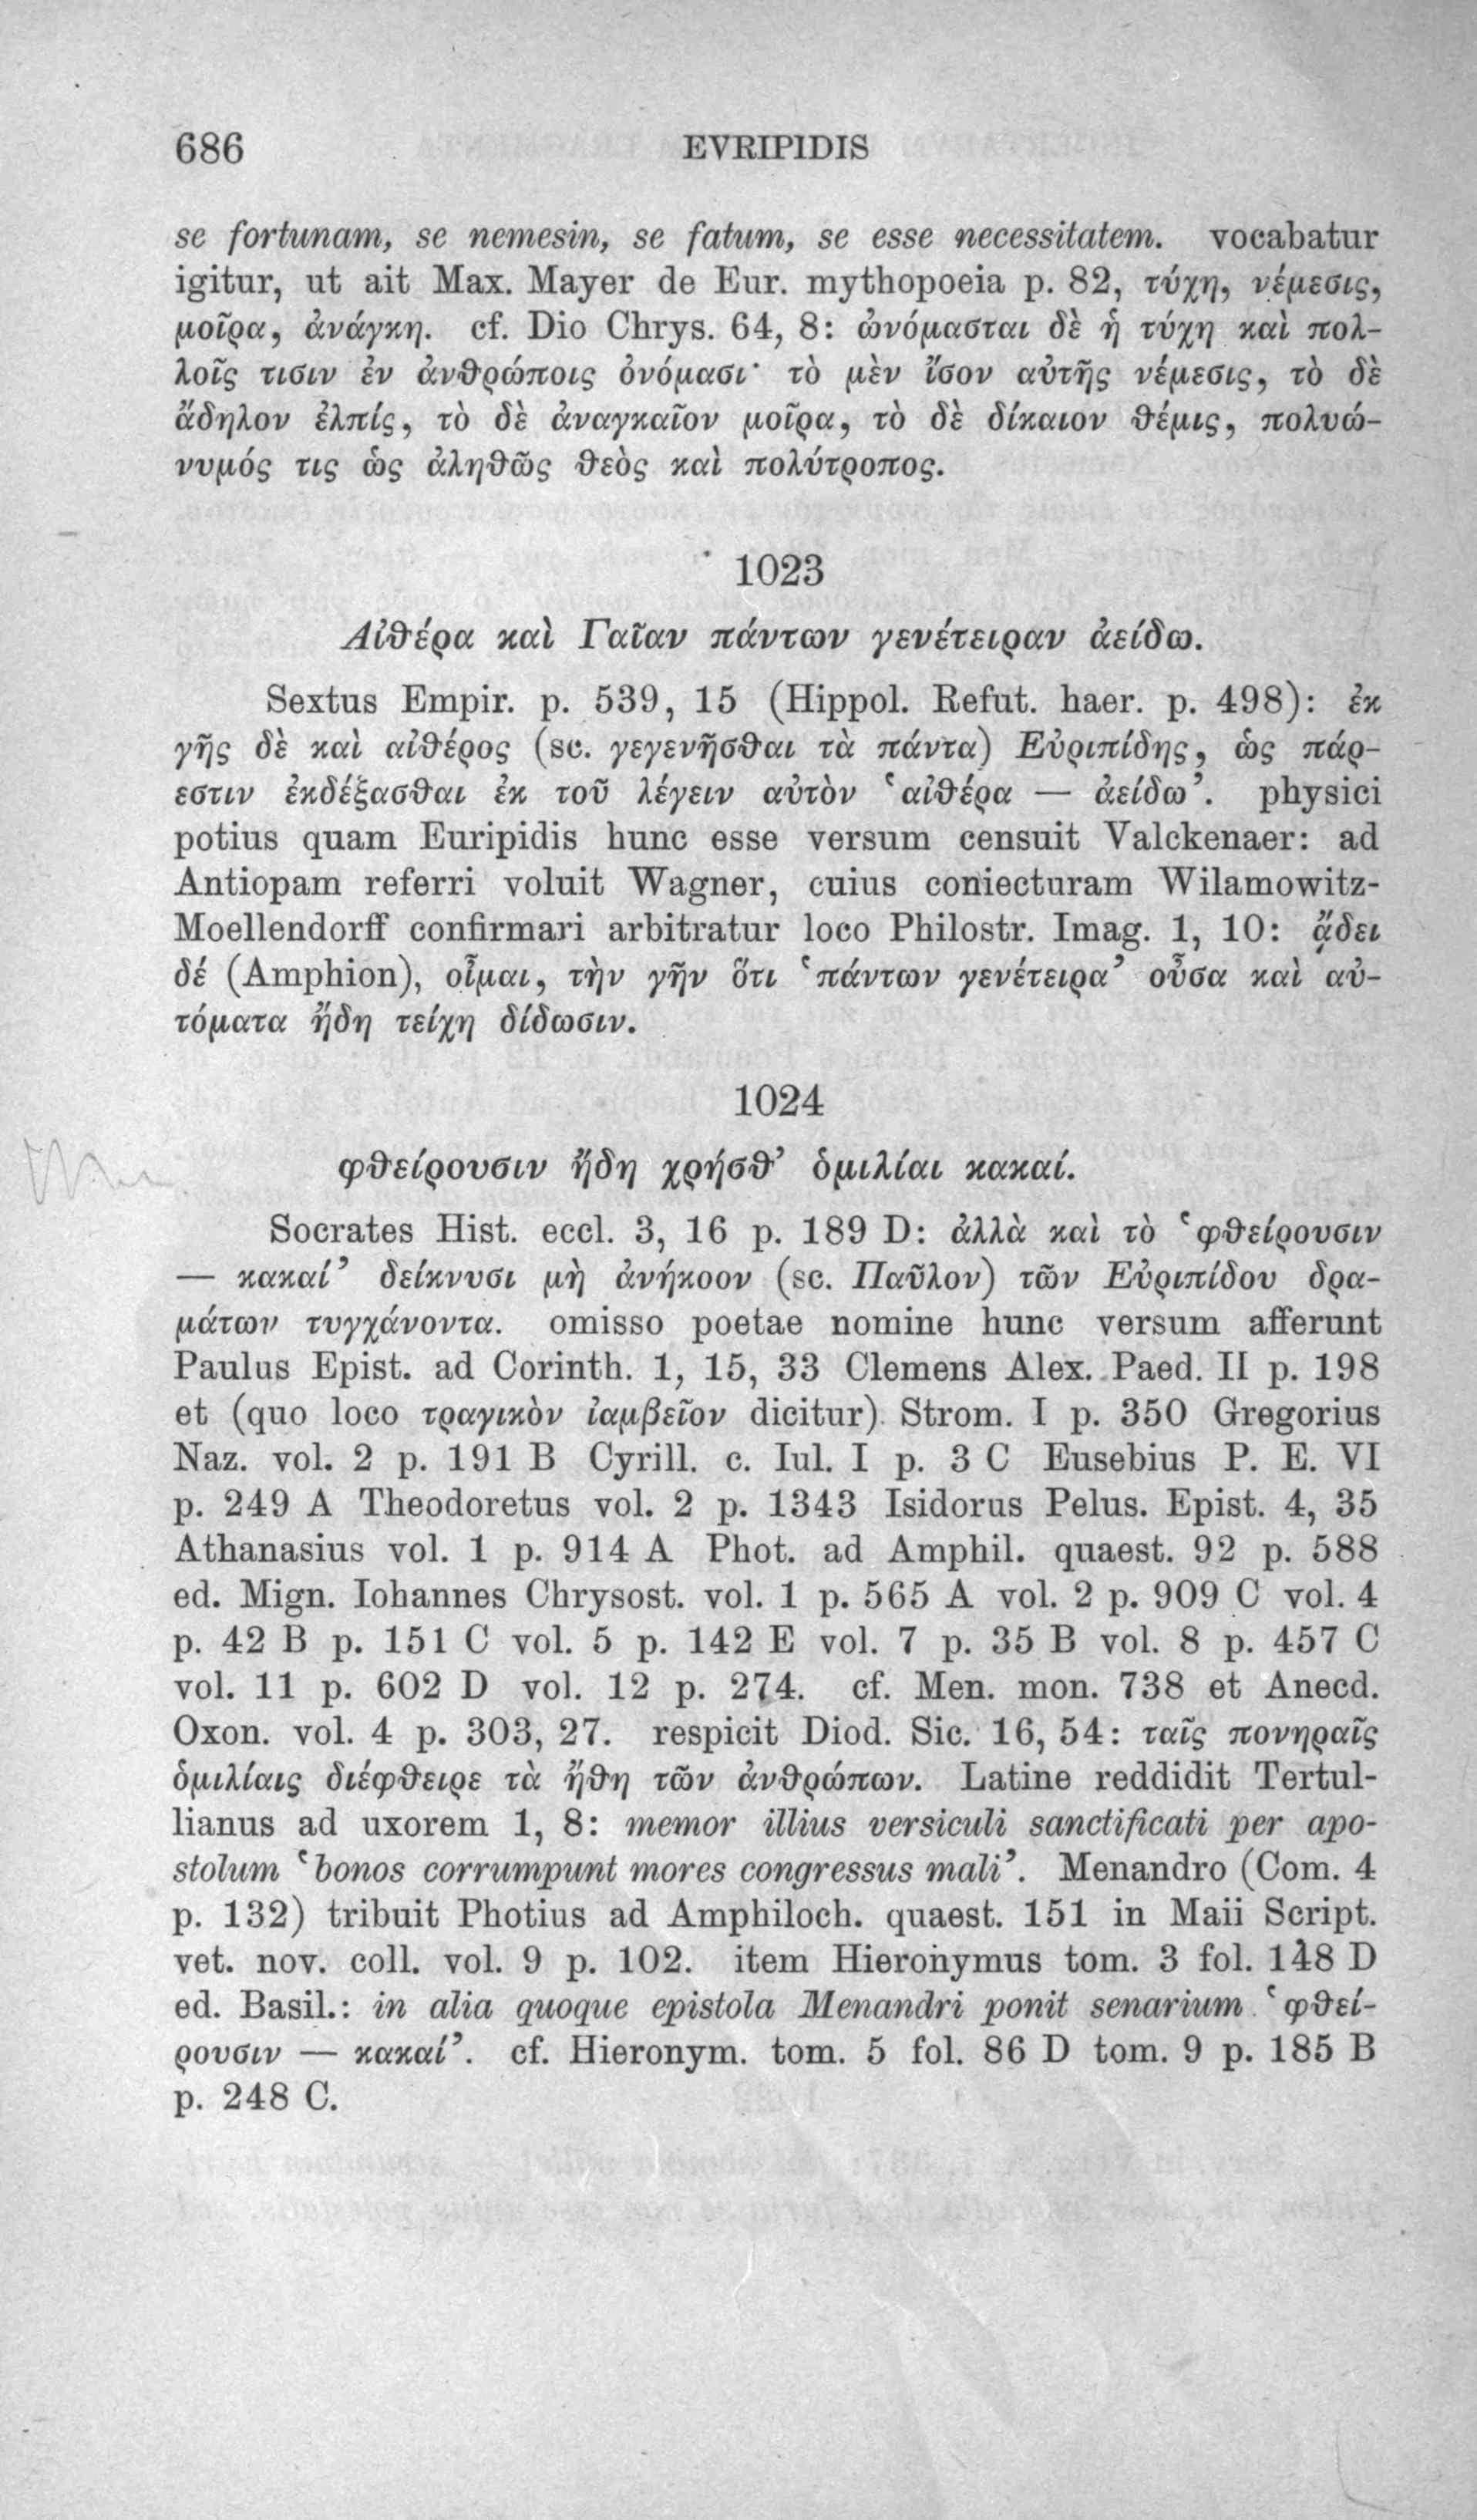 686 EVRIPIDIS
se fortunam, se nemesin, se fatum, se esse necessitatem. vocabatur
igitur, ut ait Max. Mayer de Eur. mythopoeia p. 82, τύχη, νέμεσις,
μοῖρα, ἀνάγκη. cf. Dio Chrys. 64, 8: ὠνόμασται δὲ ἡ τύχη καὶ πολ-
λοῖς τισιν ἐν ἀνθρώποις ὀνόμασι· τὸ μὲν ἴσον αὐτῆς νέμεσις, τὸ δὲ
ἄδηλον ἐλπίς, τὸ δὲ ἀναγκαῖον μοῖρα, τὸ δὲ δίκαιον θέμις, πολυώ-
νυμός τις ὡς ἀληθῶς θεὸς καὶ πολύτροπος.
1023
Αἰθέρα καὶ Γαῖαν πάντων γενέτειραν ἀείδω.
Sextus Empir. p. 539, 15 (Hippol. Refut. haer. p. 498): ἐκ
γῆς δὲ καὶ αἰθέρος (sc. γεγενῆσθαι τὰ πάντα) Εὐριπίδης, ὡς πάρ-
εστιν ἐκδέξασθαι ἐκ τοῦ λέγειν αὐτὸν ‘αἰθέρα — ἀείδω’. physici
potius quam Euripidis hunc esse versum censuit Valckenaer: ad
Antiopam referri voluit Wagner, cuius coniecturam Wilamowitz-
Moellendorff confirmari arbitratur loco Philostr. Imag. 1, 10: ᾄδει
δέ (Amphion), οἶμαι, τὴν γῆν ὅτι ‘πάντων γενέτειρα’ οὖσα καὶ αὐ-
τόματα ἤδη τείχη δίδωσιν.
1024
φθείρουσιν ἤδη χρήσθ’ ὁμιλίαι κακαί.
Socrates Hist. eccl. 3, 16 p. 189 D: ἀλλὰ καὶ τὸ ‘φθείρουσιν
— κακαί’ δείκνυσι μὴ ἀνήκοον (sc. Παῦλον) τῶν Εὐριπίδου δρα-
μάτων τυγχάνοντα. omisso poetae nomine hunc versum afferunt
Paulus Epist. ad Corinth. 1, 15, 33 Clemens Alex. Paed. II p. 198
et (quo loco τραγικὸν ἰαμβεῖον dicitur) Strom. I p. 350 Gregorius
Naz. vol. 2 p. 191 B Cyrill. c. Iul. I p. 3 C Eusebius P. E. VI
p. 249 A Theodoretus vol. 2 p. 1343 Isidorus Pelus. Epist. 4, 35
Athanasius vol. 1 p. 914 A Phot. ad Amphil. quaest. 92 p. 588
ed. Mign. Iohannes Chrysost. vol. 1 p. 565 A vol. 2 p. 909 C vol. 4
p. 42 B p. 151 C vol. 5 p. 142 E vol. 7 p. 35 B vol. 8 p. 457 C
vol. 11 p. 602 D vol. 12 p. 274. cf. Men. mon. 738 et Anecd.
Oxon. vol. 4 p. 303, 27. respicit Diod. Sic. 16, 54: ταῖς πονηραῖς
ὁμιλίαις διέφθειρε τὰ ἤθη τῶν ἀνθρώπων. Latine reddidit Tertul-
lianus ad uxorem 1, 8: memor illius versiculi sanctificati per apo-
stolum ‘bonos corrumpunt mores congressus mali’. Menandro (Com. 4
p. 132) tribuit Photius ad Amphiloch. quaest. 151 in Maii Script.
vet. nov. coll. vol. 9 p. 102. item Hieronymus tom. 3 fol. 148 D
ed. Basil.: in alia quoque epistola Menandri ponit senarium ‘φθεί-
ρουσιν — κακαί’. cf. Hieronym. tom. 5 fol. 86 D tom. 9 p. 185 B
p. 248 C.